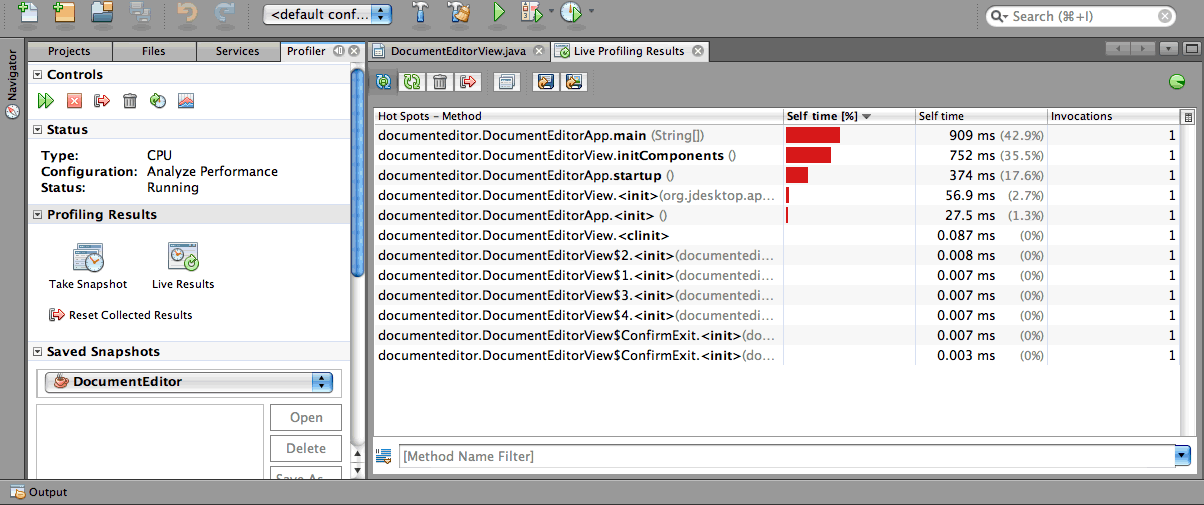 <default conf...
Search (⌘+I)
Navigator
Projects
Files
Services
Profiler
Controls
Status
Type: CPU
Configuration: Analyze Performance
Status: Running
Profiling Results
Take Snapshot
Live Results
Reset Collected Results
Saved Snapshots
DocumentEditor
Open
Delete
Save As...
DocumentEditorView.java
Live Profiling Results
Hot Spots - Method Self time [%] Self time Invocations
documenteditor.DocumentEditorApp.main (String[]) 909 ms (42.9%) 1
documenteditor.DocumentEditorView.initComponents () 752 ms (35.5%) 1
documenteditor.DocumentEditorApp.startup () 374 ms (17.6%) 1
documenteditor.DocumentEditorView.<init>(org.jdesktop.ap... 56.9 ms (2.7%) 1
documenteditor.DocumentEditorApp.<init> () 27.5 ms (1.3%) 1
documenteditor.DocumentEditorView.<clinit> 0.087 ms (0%) 1
documenteditor.DocumentEditorView$2.<init>(documentedi... 0.008 ms (0%) 1
documenteditor.DocumentEditorView$1.<init>(documentedi... 0.007 ms (0%) 1
documenteditor.DocumentEditorView$3.<init>(documentedi... 0.007 ms (0%) 1
documenteditor.DocumentEditorView$4.<init>(documentedi... 0.007 ms (0%) 1
documenteditor.DocumentEditorView$ConfirmExit.<init>(do... 0.007 ms (0%) 1
documenteditor.DocumentEditorView$ConfirmExit.<init>(do... 0.003 ms (0%) 1
[Method Name Filter]
Output